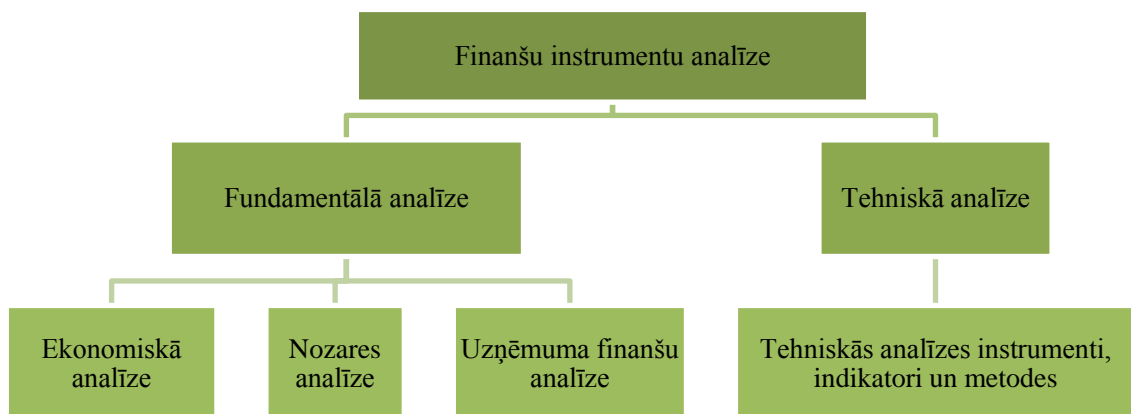 Finanšu instrumentu analīze
Fundamentālā analīze
Tehniskā analīze
Ekonomiskā
analīze
Nozares
analīze
Uzņēmuma finanšu
analīze
Tehniskās analīzes instrumenti,
indikatori un metodes